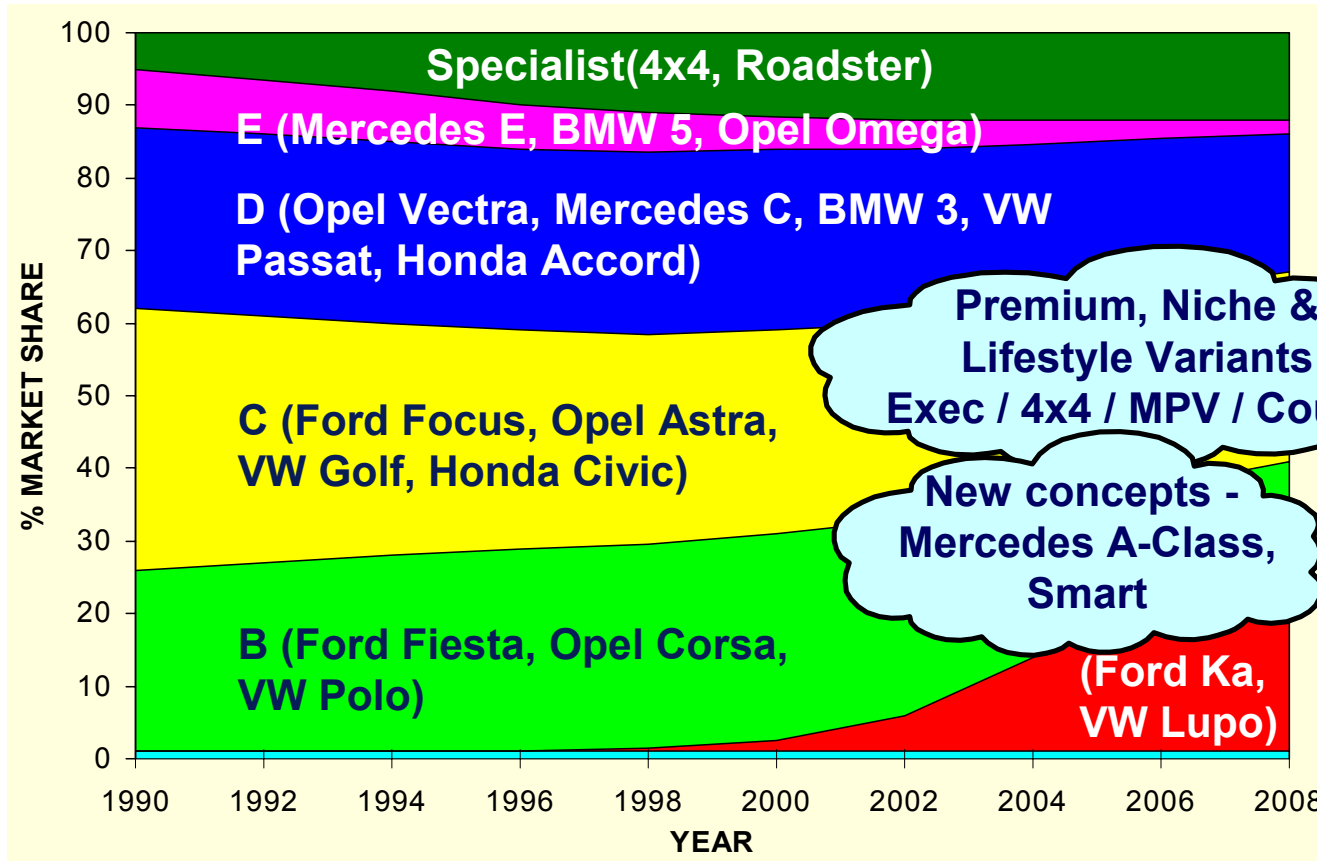 100
90
80
70
60
50
40
30
20
10
0
% MARKET SHARE
Specialist(4x4, Roadster)
E (Mercedes E, BMW 5, Opel Omega)
D (Opel Vectra, Mercedes C, BMW 3, VW
Passat, Honda Accord)
Premium, Niche &
Lifestyle Variants
Exec / 4x4 / MPV /
C (Ford Focus, Opel Astra,
VW Golf, Honda Civic)
New concepts -
Mercedes A-Class,
Smart
B (Ford Fiesta, Opel Corsa,
VW Polo)
(Ford Ka,
VW Lupo)
1990 1992 1994 1996 1998 2000 2002 2004 2006 2008
YEAR